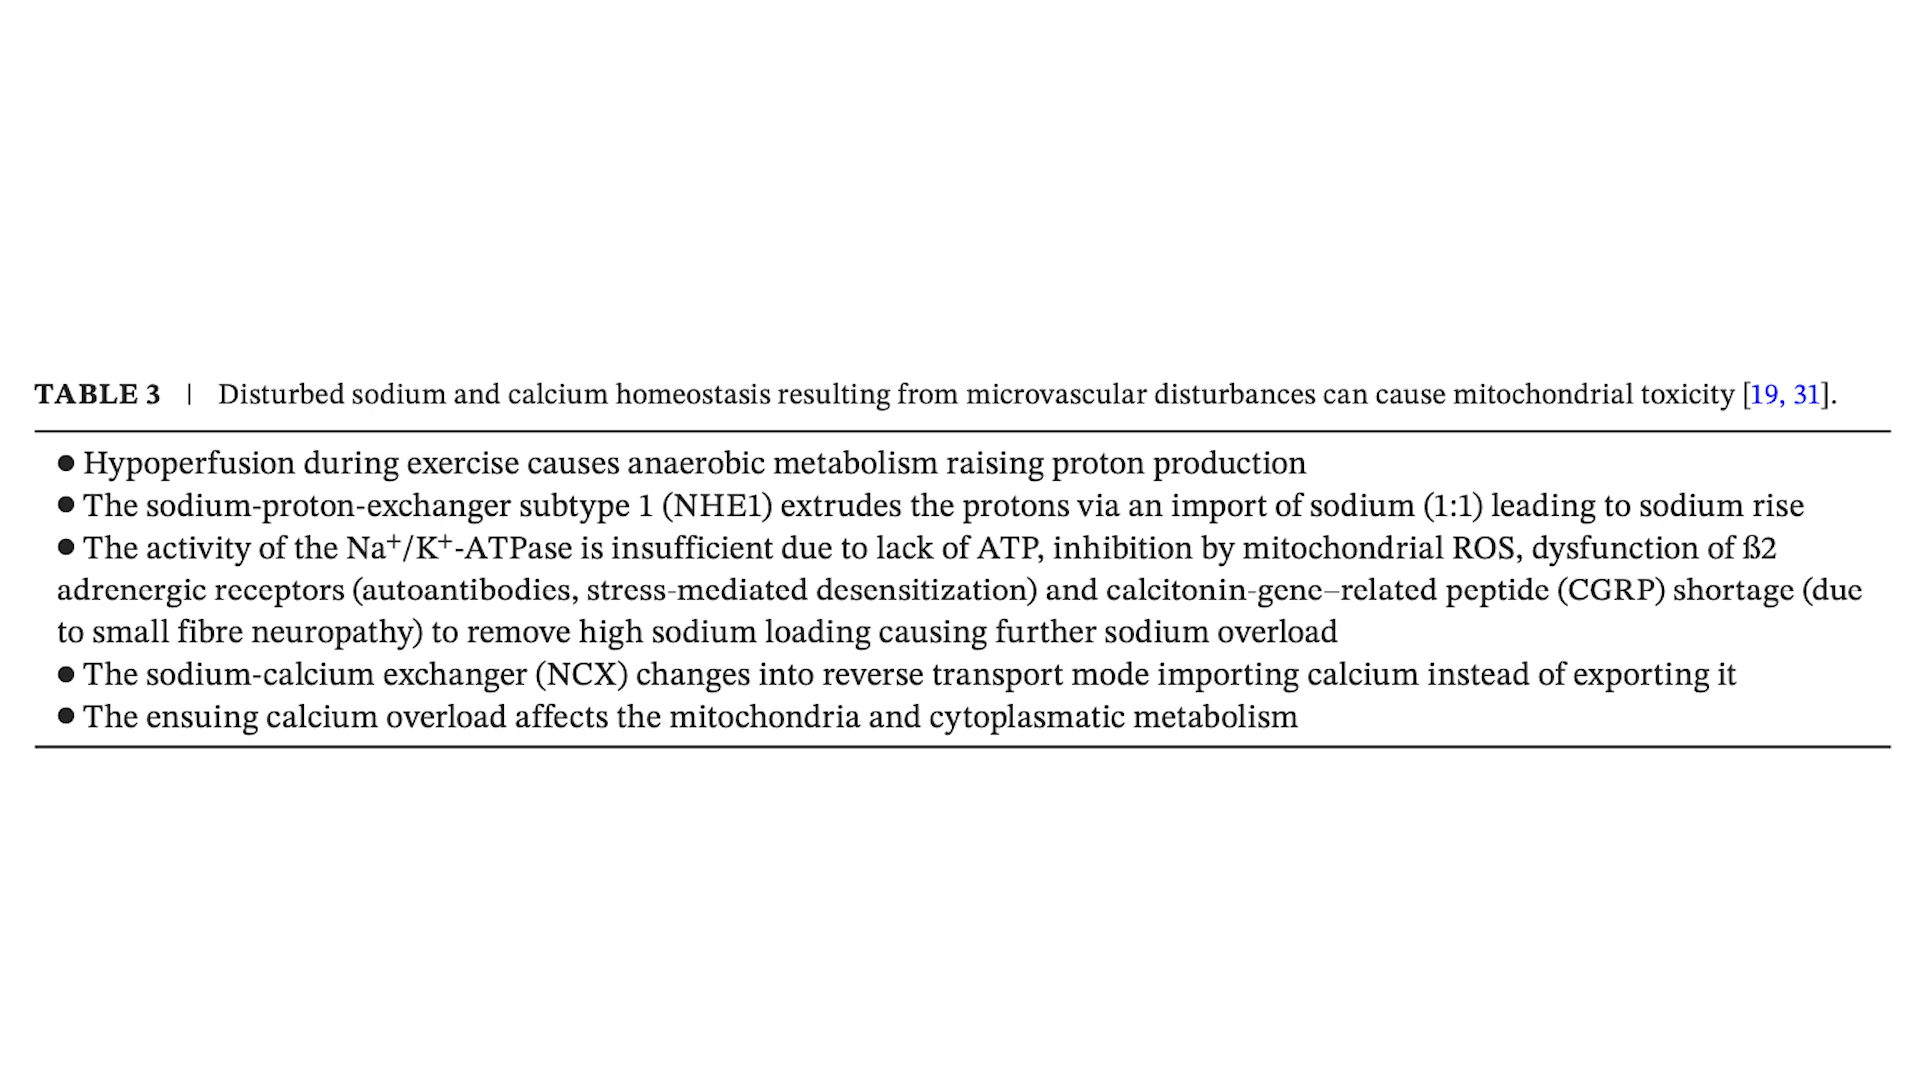 TABLE 3 | Disturbed sodium and calcium homeostasis resulting from microvascular disturbances can cause mitochondrial toxicity [19, 31].
● Hypoperfusion during exercise causes anaerobic metabolism raising proton production
● The sodium-proton-exchanger subtype 1 (NHE1) extrudes the protons via an import of sodium (1:1) leading to sodium rise
● The activity of the Na⁺/K⁺-ATPase is insufficient due to lack of ATP, inhibition by mitochondrial ROS, dysfunction of ß2
adrenergic receptors (autoantibodies, stress-mediated desensitization) and calcitonin-gene–related peptide (CGRP) shortage (due
to small fibre neuropathy) to remove high sodium loading causing further sodium overload
● The sodium-calcium exchanger (NCX) changes into reverse transport mode importing calcium instead of exporting it
● The ensuing calcium overload affects the mitochondria and cytoplasmatic metabolism